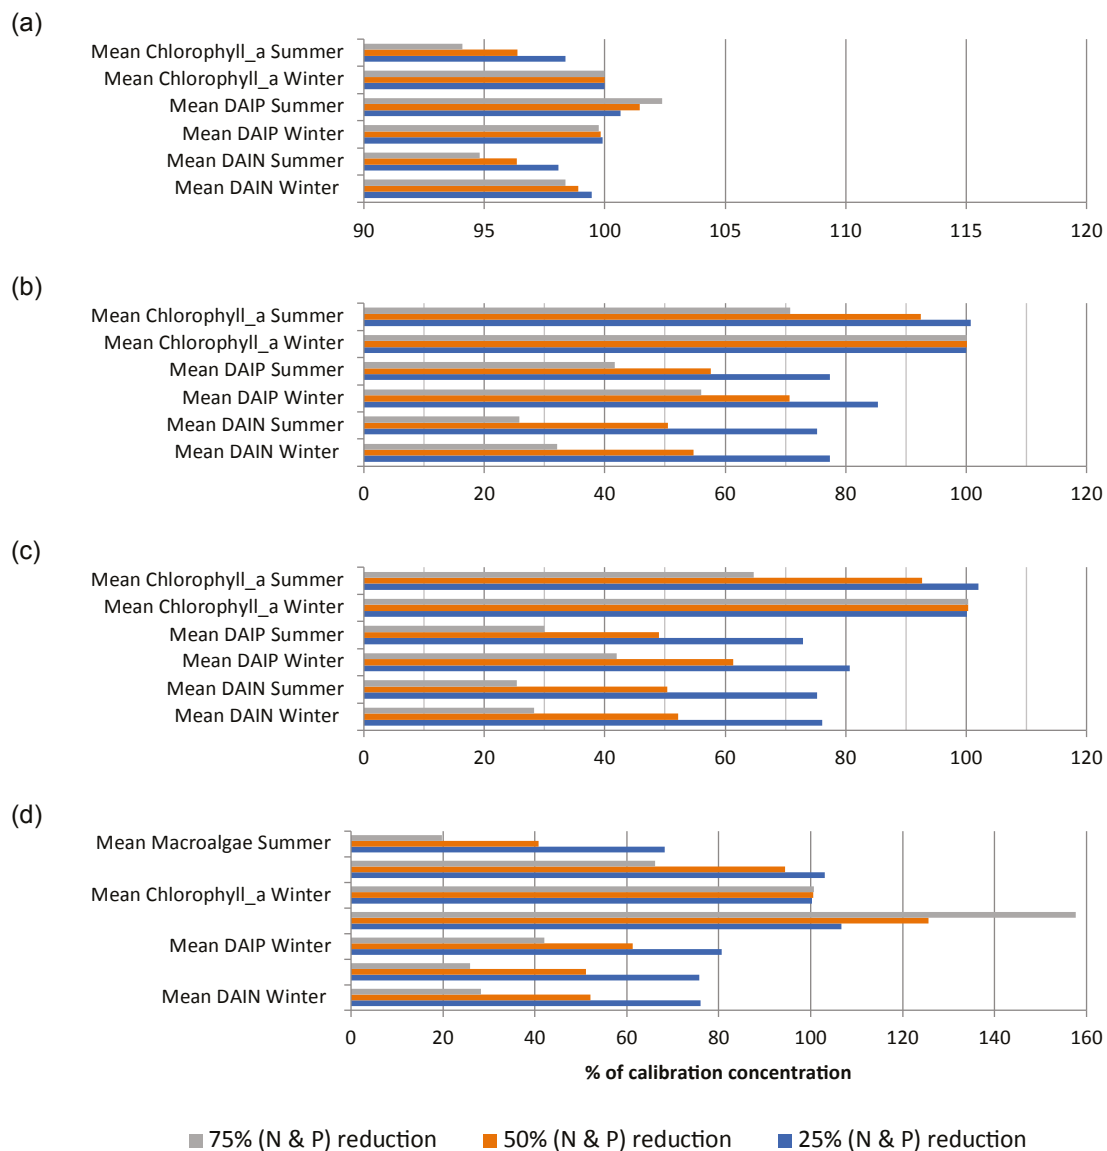 (a)
Mean Chlorophyll_a Summer
Mean Chlorophyll_a Winter
Mean DAIP Summer
Mean DAIP Winter
Mean DAIN Summer
Mean DAIN Winter
90 95 100 105 110 115 120
(b)
Mean Chlorophyll_a Summer
Mean Chlorophyll_a Winter
Mean DAIP Summer
Mean DAIP Winter
Mean DAIN Summer
Mean DAIN Winter
0 20 40 60 80 100 120
(c)
Mean Chlorophyll_a Summer
Mean Chlorophyll_a Winter
Mean DAIP Summer
Mean DAIP Winter
Mean DAIN Summer
Mean DAIN Winter
0 20 40 60 80 100 120
(d)
Mean Macroalgae Summer
Mean Chlorophyll_a Winter
Mean DAIP Winter
Mean DAIN Winter
0 20 40 60 80 100 120 140 160
% of calibration concentration
75% (N & P) reduction 50% (N & P) reduction 25% (N & P) reduction